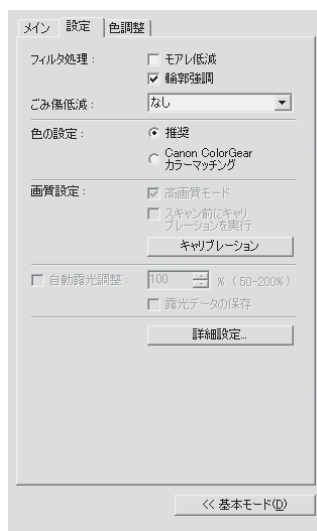 メイン 設定 色調整
フィルタ処理： モアレ低減
輪郭強調
ごみ傷低減： なし
色の設定： 推奨
Canon ColorGear
カラーマッチング
画質設定： 高画質モード
スキャン前にキャリ
ブレーションを実行
キャリブレーション
自動露光調整： 100 % (50-200%)
露光データの保存
詳細設定...
<< 基本モード(D)